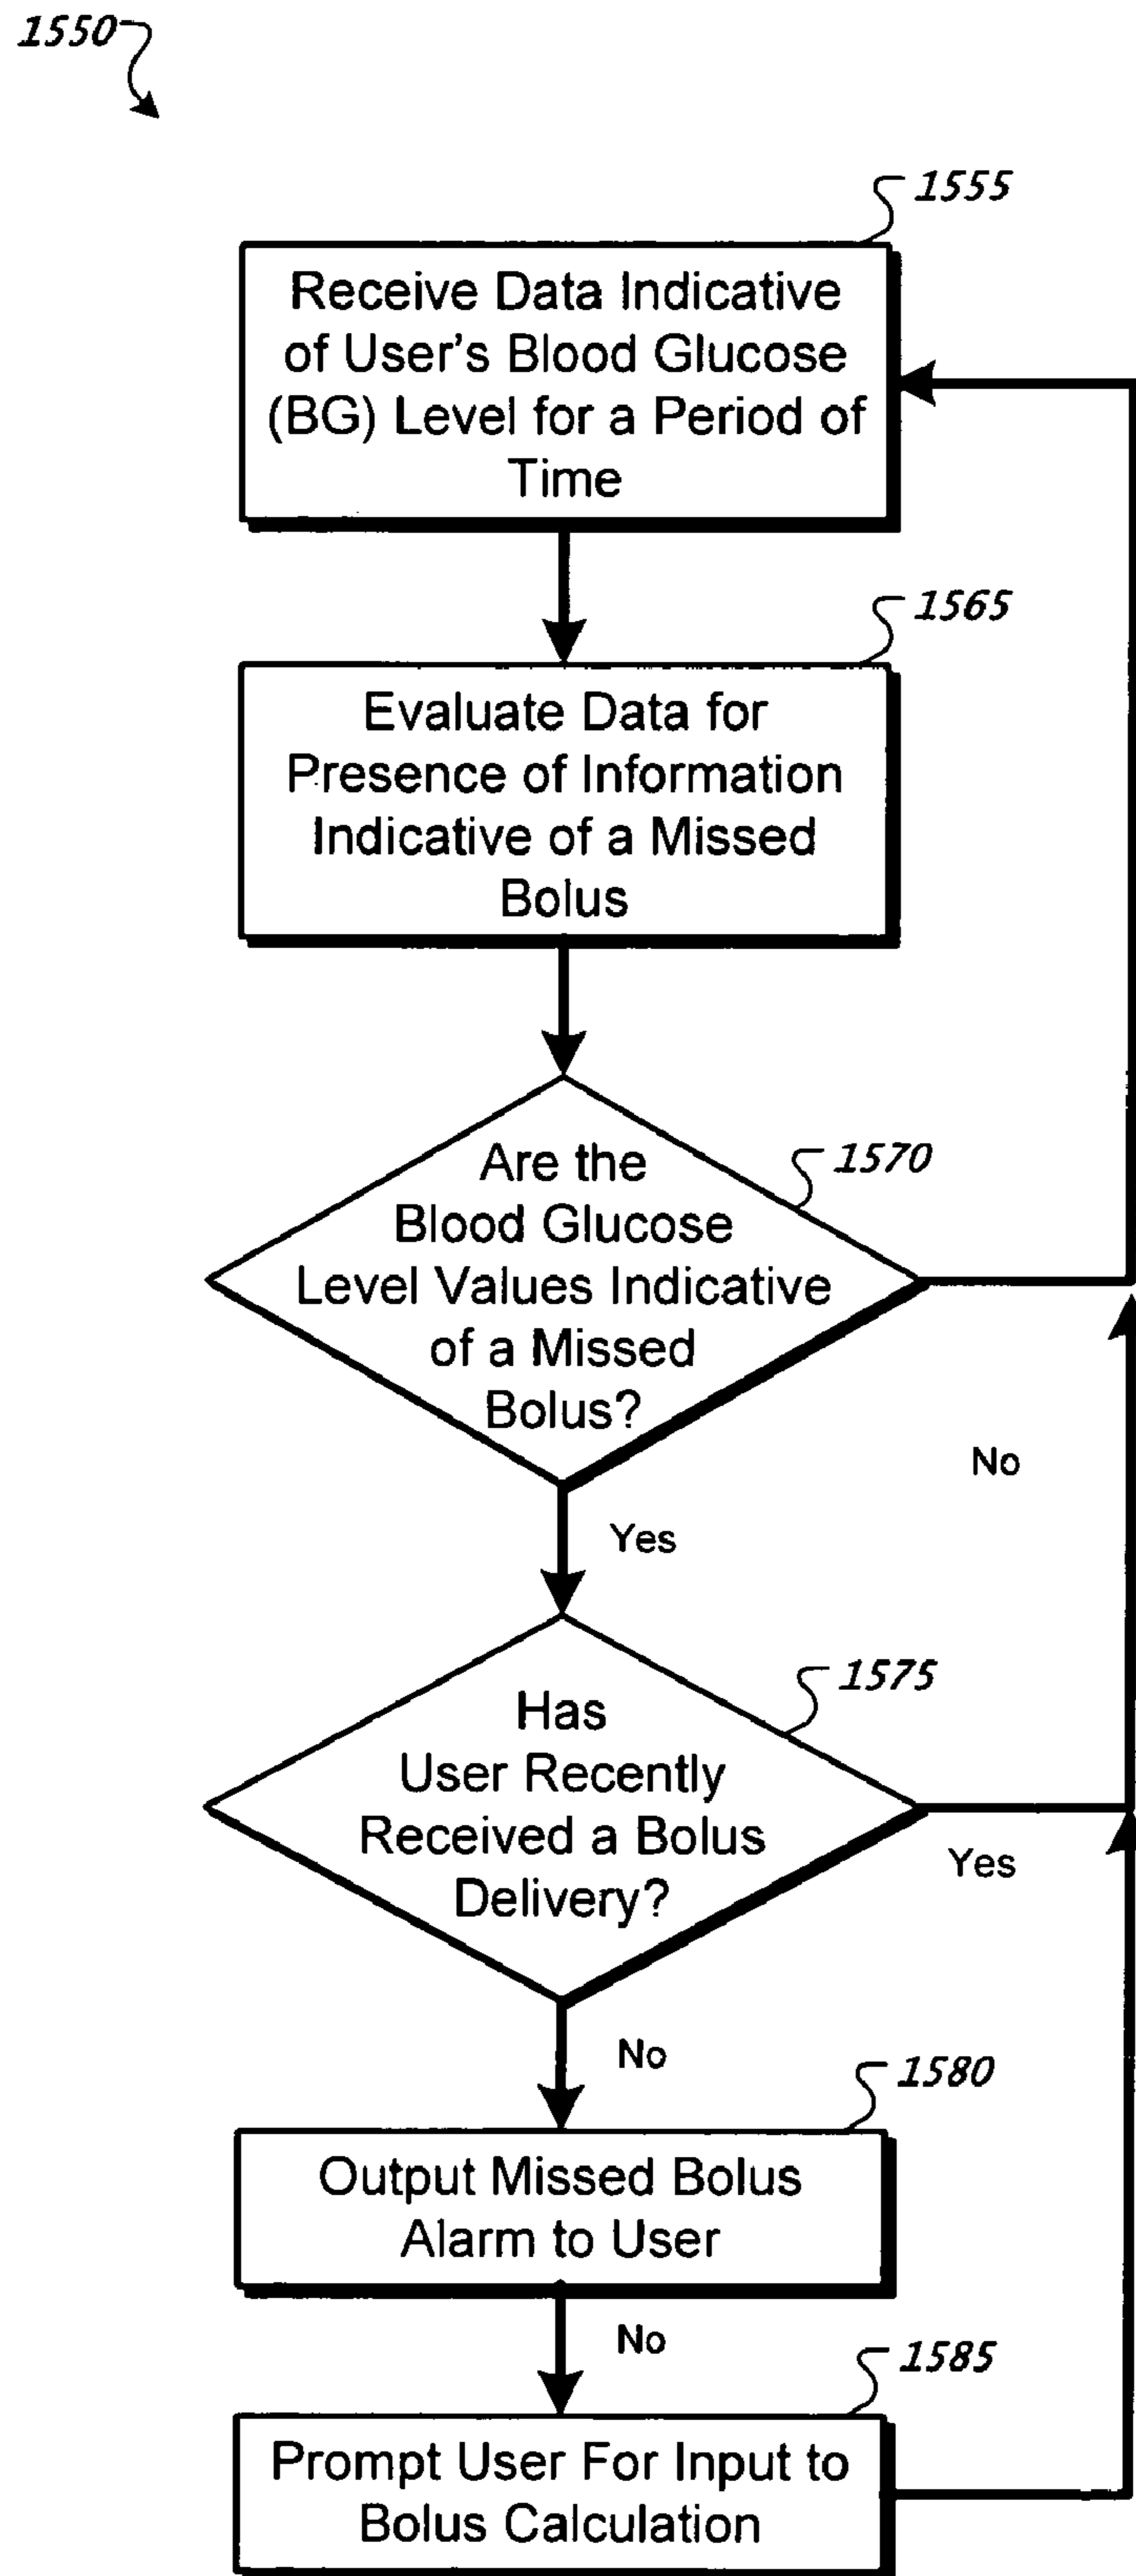 1550
1555
Receive Data Indicative
of User's Blood Glucose
(BG) Level for a Period of
Time
1565
Evaluate Data for
Presence of Information
Indicative of a Missed
Bolus
1570
Are the
Blood Glucose
Level Values Indicative
of a Missed
Bolus?
No
Yes
1575
Has
User Recently
Received a Bolus
Delivery?
Yes
No
1580
Output Missed Bolus
Alarm to User
No
1585
Prompt User For Input to
Bolus Calculation